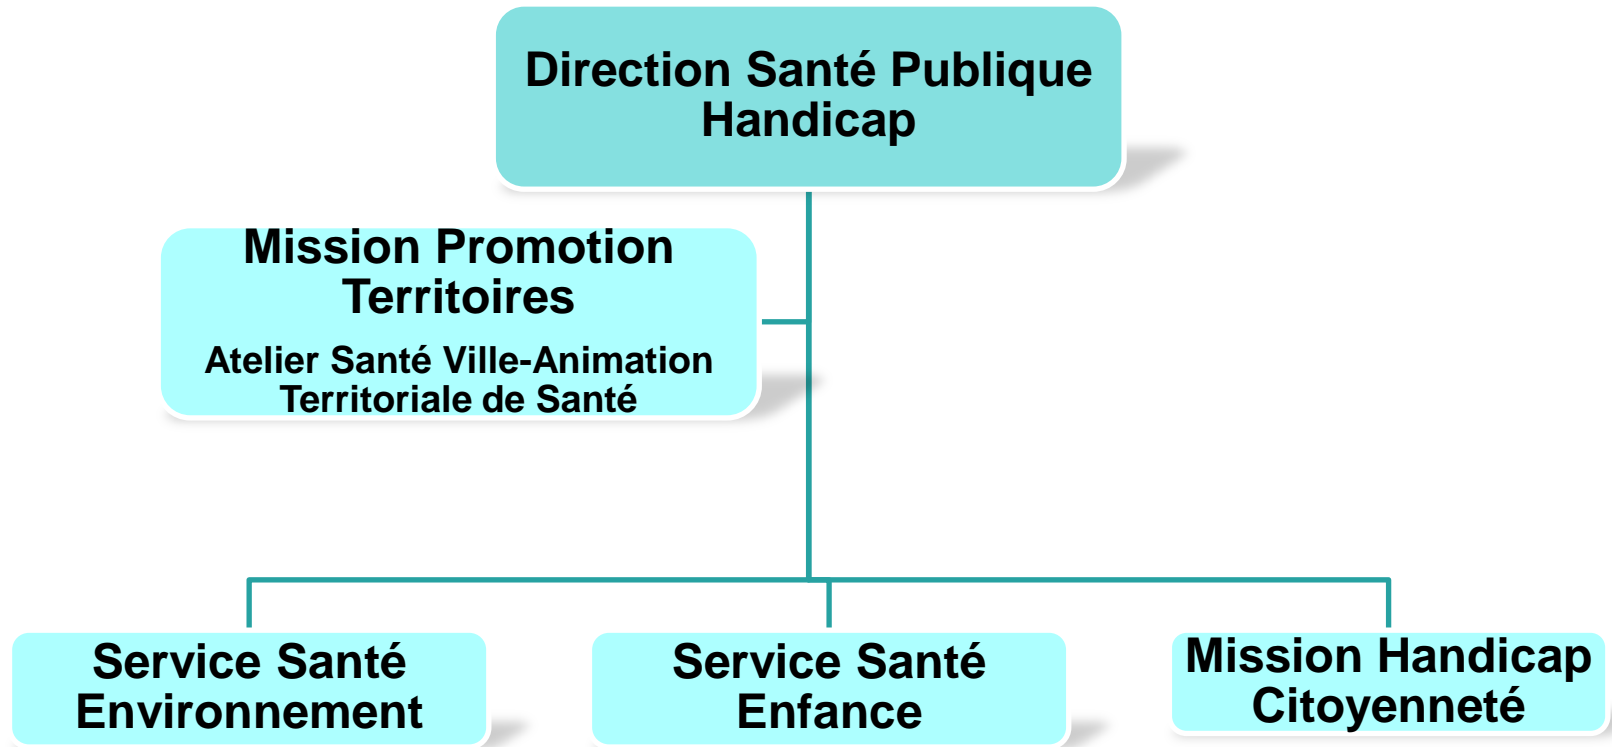 Direction Santé Publique
Handicap
Mission Promotion
Territoires
Atelier Santé Ville-Animation
Territoriale de Santé
Service Santé
Environnement
Service Santé
Enfance
Mission Handicap
Citoyenneté